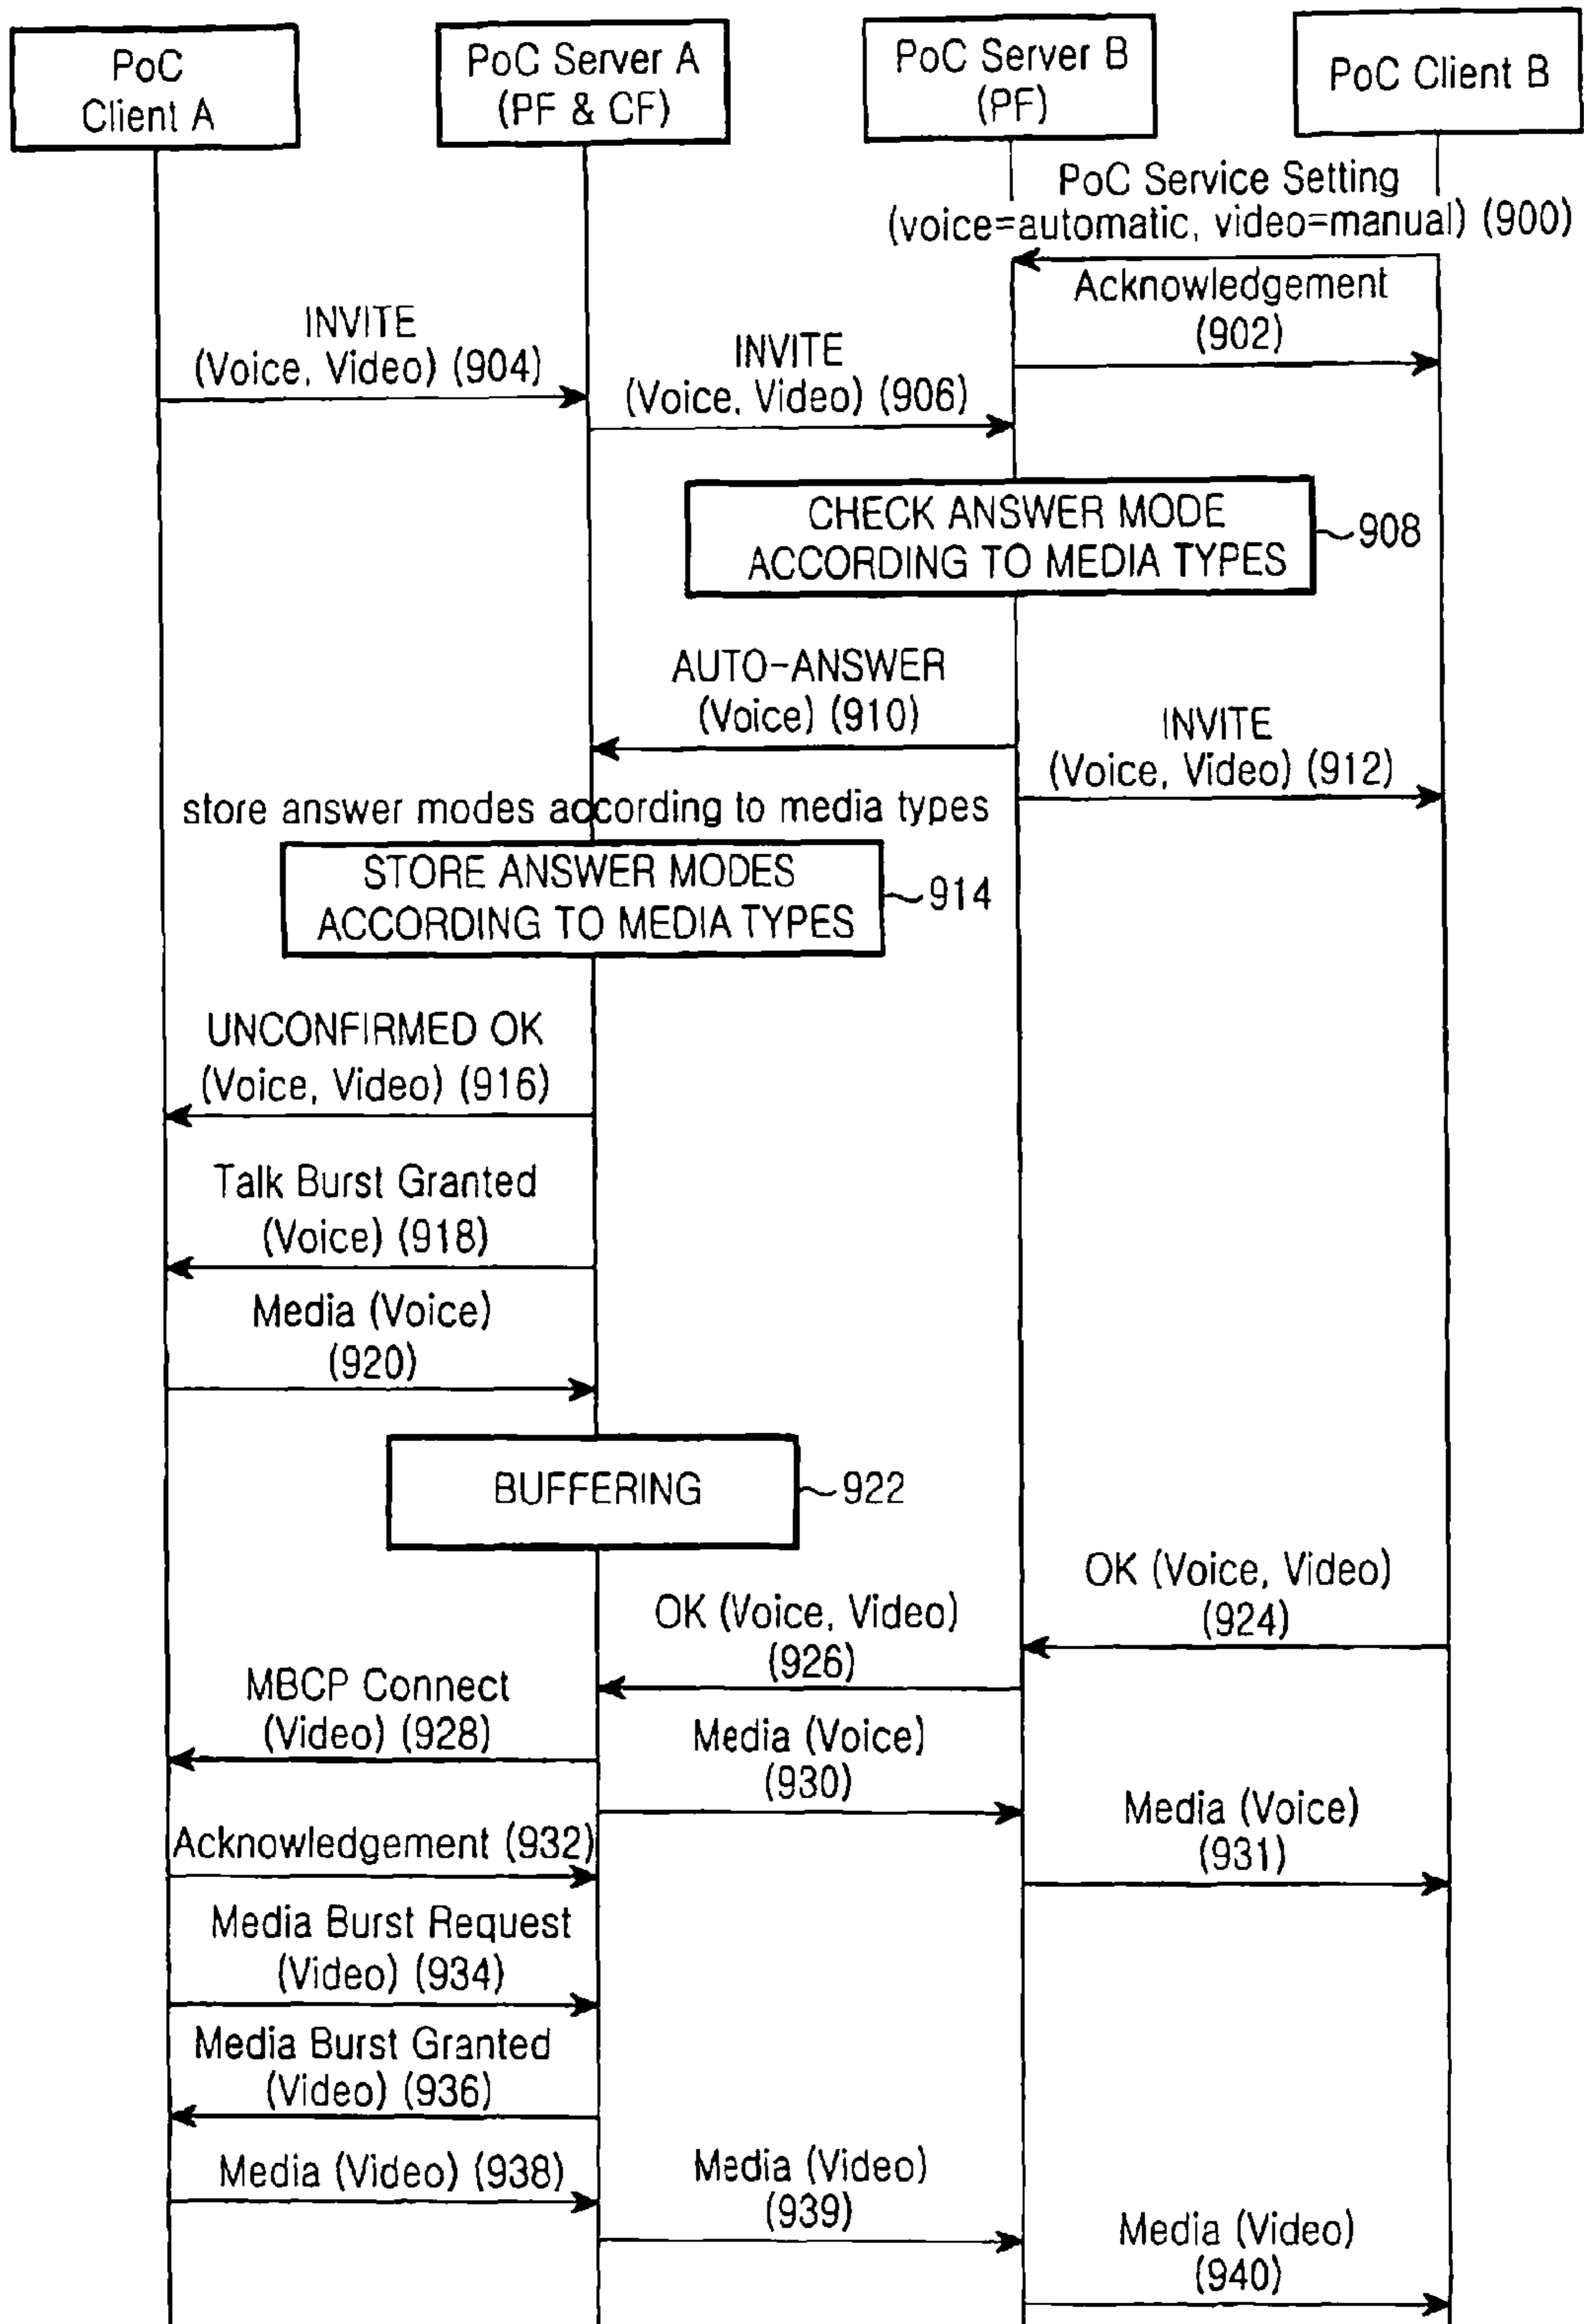 PoC
Client A
PoC Server A
(PF & CF)
PoC Server B
(PF)
PoC Client B
PoC Service Setting
(voice=automatic, video=manual) (900)
Acknowledgement
(902)
INVITE
(Voice, Video) (904)
INVITE
(Voice, Video) (906)
CHECK ANSWER MODE
ACCORDING TO MEDIA TYPES
908
AUTO-ANSWER
(Voice) (910)
INVITE
(Voice, Video) (912)
store answer modes according to media types
STORE ANSWER MODES
ACCORDING TO MEDIA TYPES
914
UNCONFIRMED OK
(Voice, Video) (916)
Talk Burst Granted
(Voice) (918)
Media (Voice)
(920)
BUFFERING
922
OK (Voice, Video)
(924)
OK (Voice, Video)
(926)
MBCP Connect
(Video) (928)
Media (Voice)
(930)
Media (Voice)
(931)
Acknowledgement (932)
Media Burst Request
(Video) (934)
Media Burst Granted
(Video) (936)
Media (Video) (938)
Media (Video)
(939)
Media (Video)
(940)